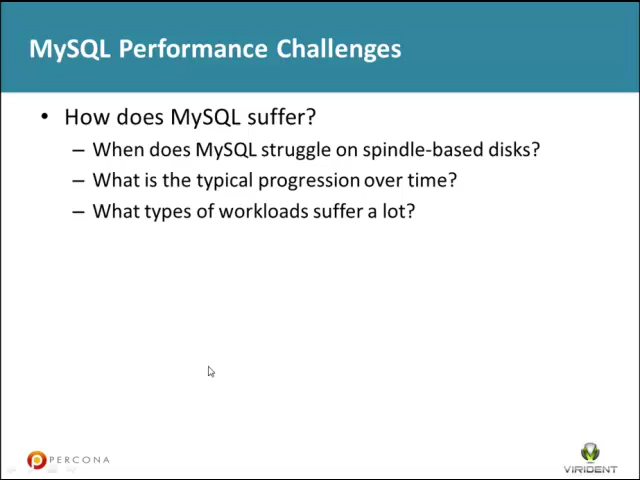 MySQL Performance Challenges
• How does MySQL suffer?
– When does MySQL struggle on spindle-based disks?
– What is the typical progression over time?
– What types of workloads suffer a lot?
PERCONA
VIRIDENT